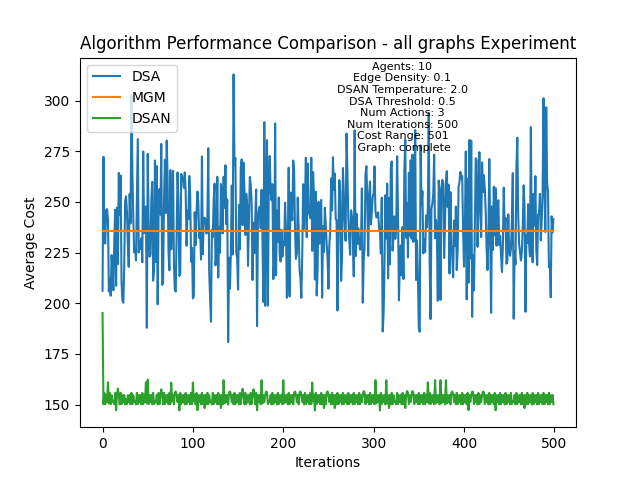 Algorithm Performance Comparison - all graphs Experiment
DSA
MGM
DSAN
Agents: 10
Edge Density: 0.1
DSAN Temperature: 2.0
DSA Threshold: 0.5
Num Actions: 3
Num Iterations: 500
Cost Range: 501
Graph: complete
Average Cost
300
275
250
225
200
175
150
0
100
200
300
400
500
Iterations